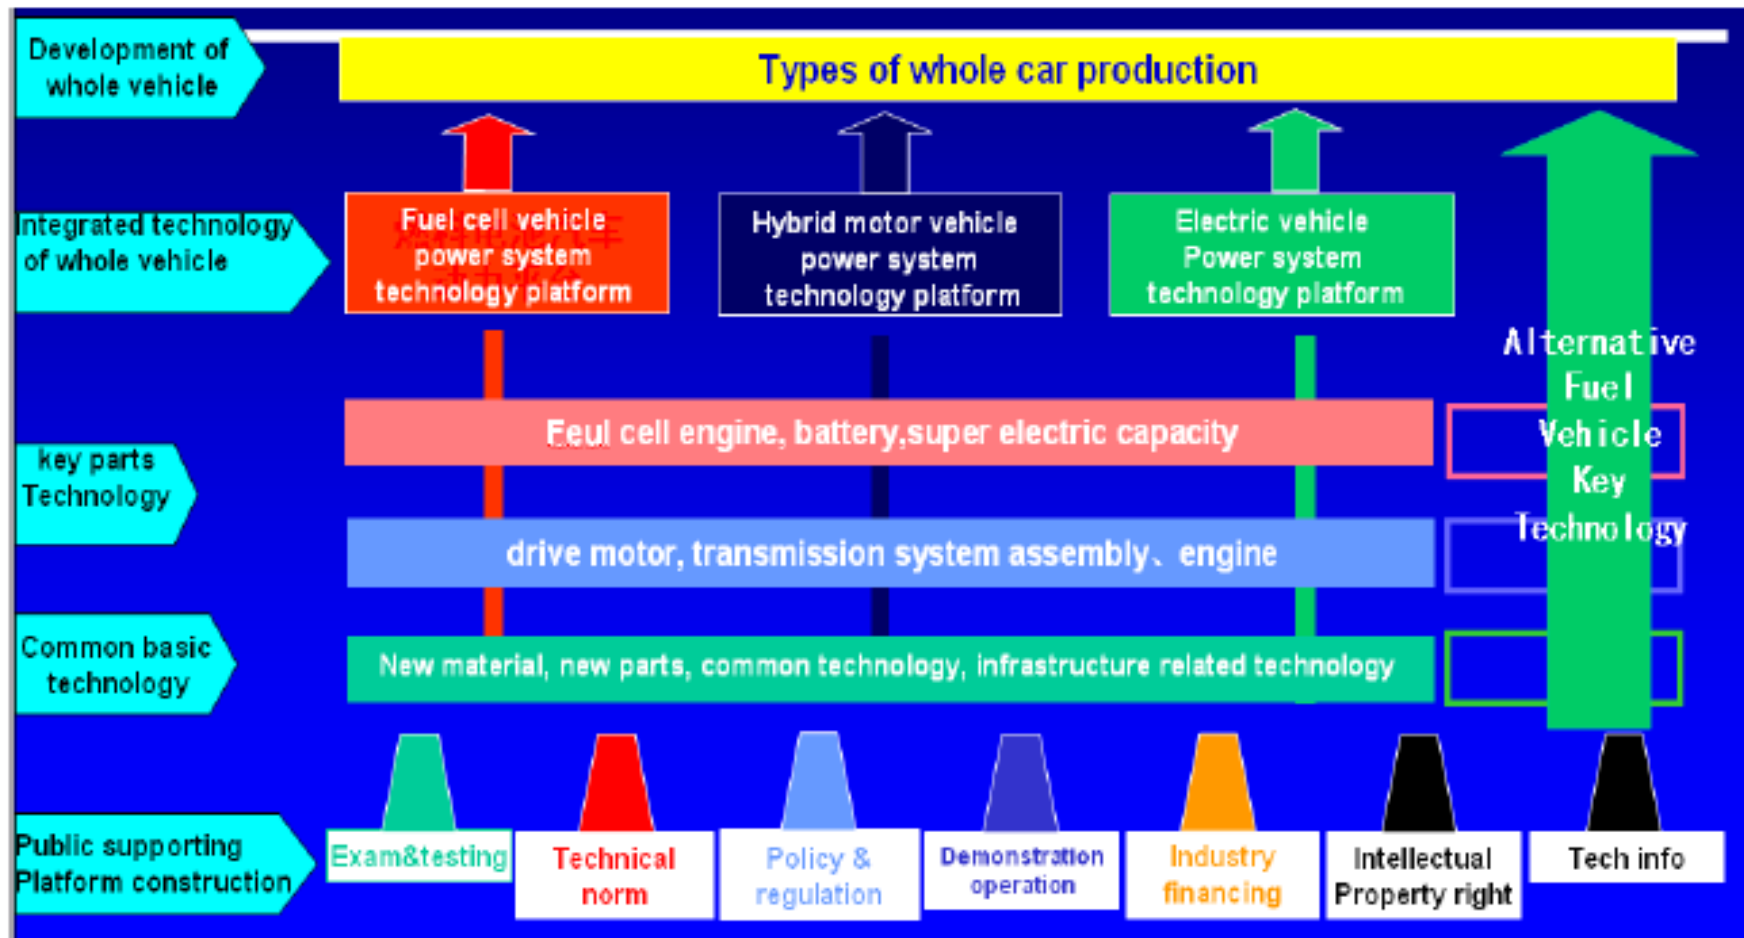 Development of
whole vehicle
Types of whole car production
Integrated technology
of whole vehicle
Fuel cell vehicle
power system
technology platform
Hybrid motor vehicle
power system
technology platform
Electric vehicle
Power system
technology platform
Alternative
Fuel
Vehicle
Key
Technology
key parts
Technology
Feul cell engine, battery,super electric capacity
drive motor, transmission system assembly、engine
Common basic
technology
New material, new parts, common technology, infrastructure related technology
Public supporting
Platform construction
Exam&testing
Technical
norm
Policy &
regulation
Demonstration
operation
Industry
financing
Intellectual
Property right
Tech info